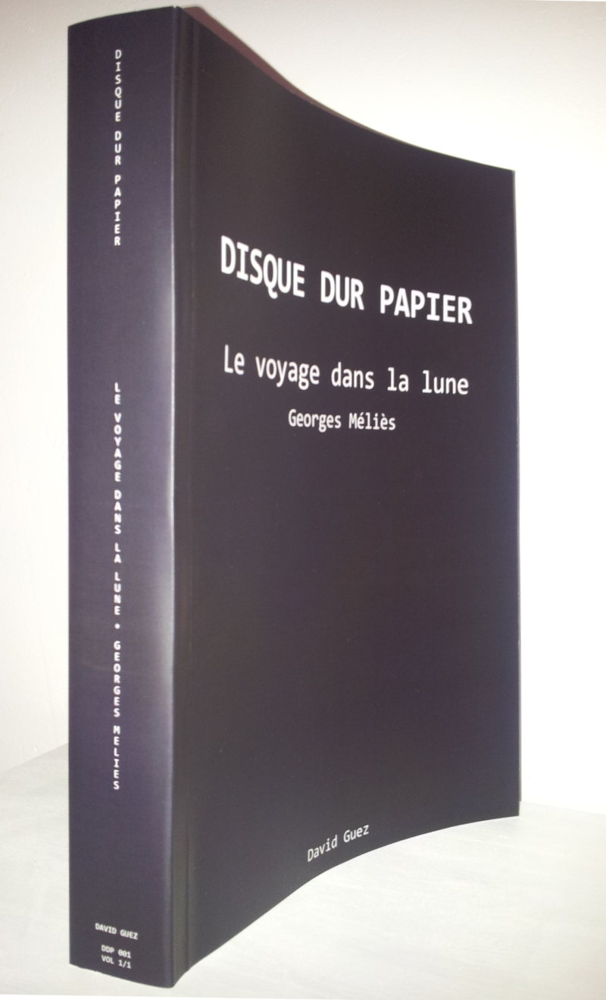 DISQUE DUR PAPIER
LE VOYAGE DANS LA LUNE * GEORGES MELIES
DAVID GUEZ
DDP 001
VOL 1/1
DISQUE DUR PAPIER
Le voyage dans la lune
Georges Méliès
David Guez